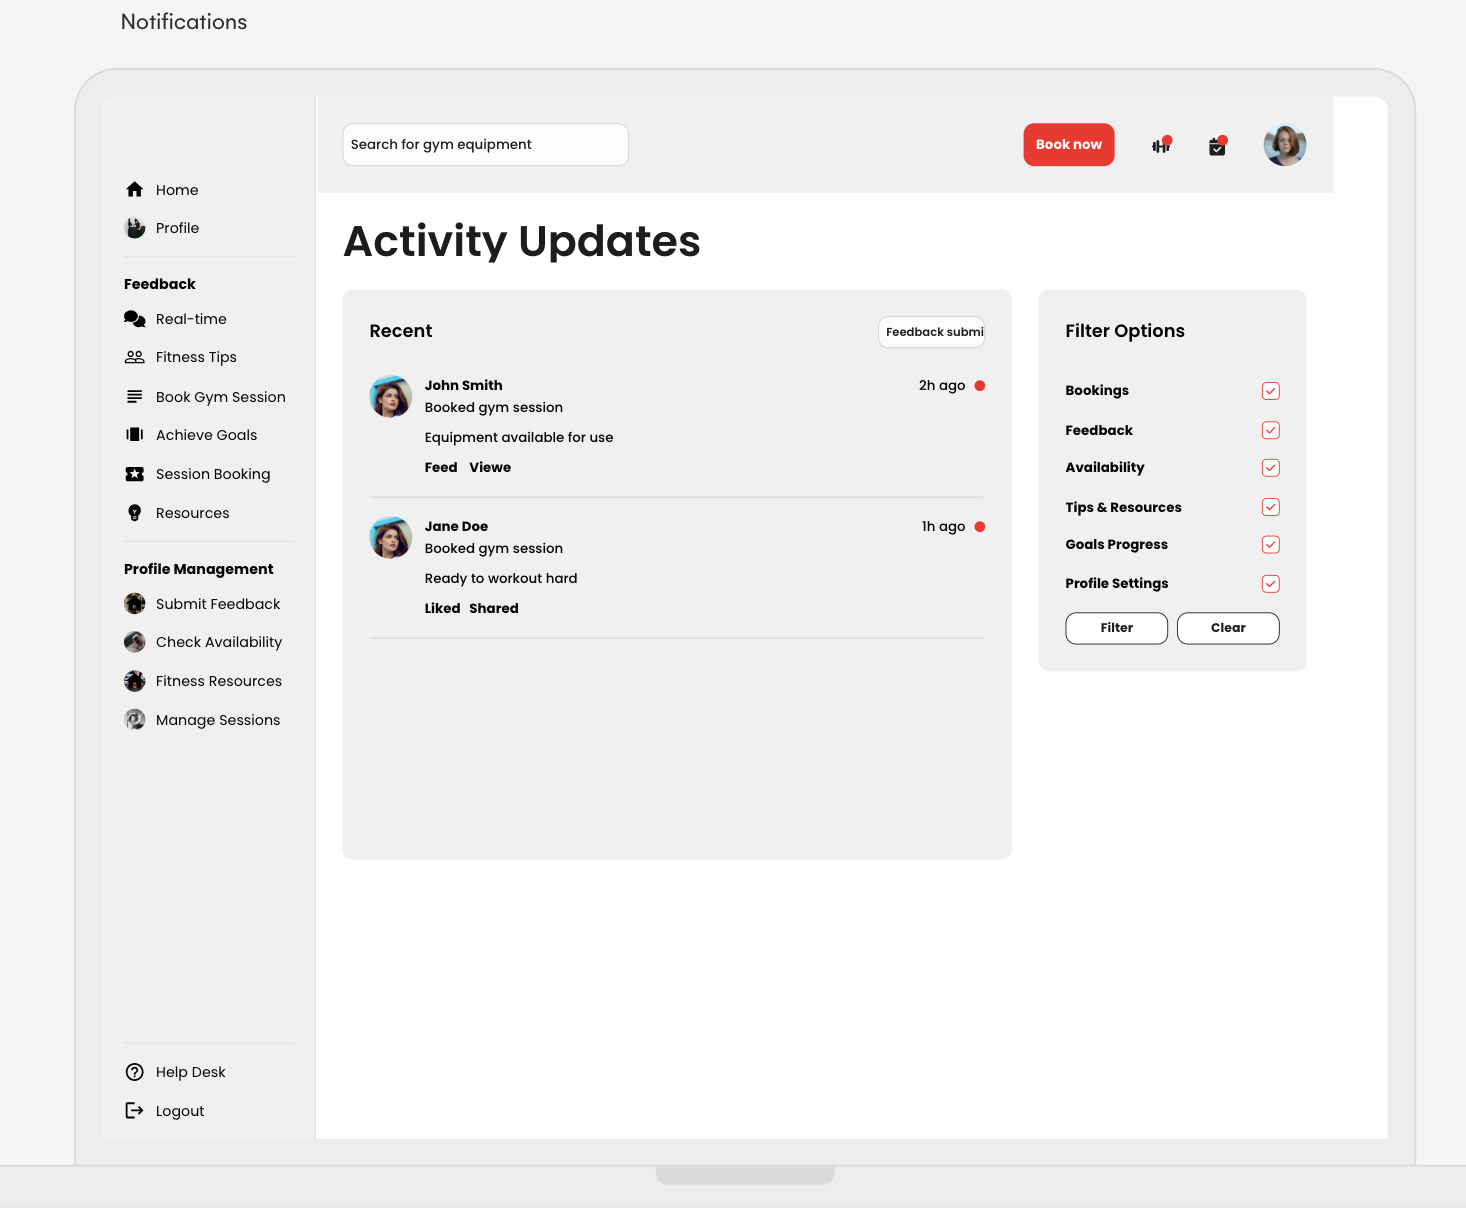 Notifications
Search for gym equipment
Book now
Home
Profile
Feedback
Real-time
Fitness Tips
Book Gym Session
Achieve Goals
Session Booking
Resources
Profile Management
Submit Feedback
Check Availability
Fitness Resources
Manage Sessions
Help Desk
Logout
Activity Updates
Recent
Feedback submi
John Smith
2h ago
Booked gym session
Equipment available for use
Feed Viewe
Jane Doe
1h ago
Booked gym session
Ready to workout hard
Liked Shared
Filter Options
Bookings
Feedback
Availability
Tips & Resources
Goals Progress
Profile Settings
Filter
Clear